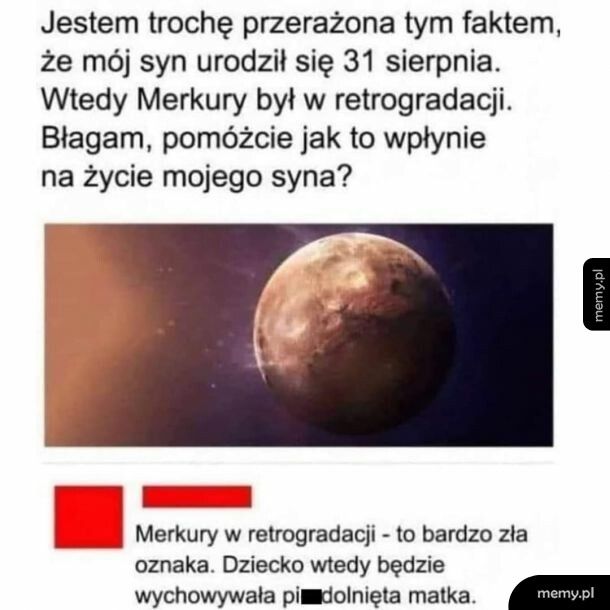 Jestem trochę przerażona tym faktem,
że mój syn urodził się 31 sierpnia.
Wtedy Merkury był w retrogradacji.
Błagam, pomóżcie jak to wpłynie
na życie mojego syna?
memy.pl
Merkury w retrogradacji - to bardzo zła
oznaka. Dziecko wtedy będzie
wychowywała pi■dolnięta matka.
memy.pl